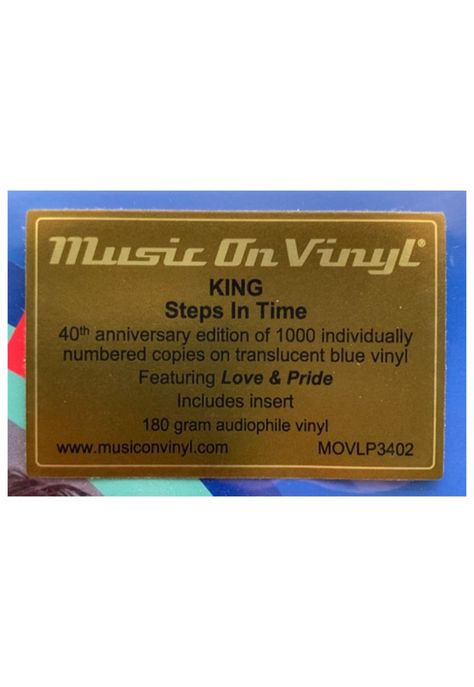 Music On Vinyl®
KING
Steps In Time
40th anniversary edition of 1000 individually
numbered copies on translucent blue vinyl
Featuring Love & Pride
Includes insert
180 gram audiophile vinyl
www.musiconvinyl.com MOVLP3402